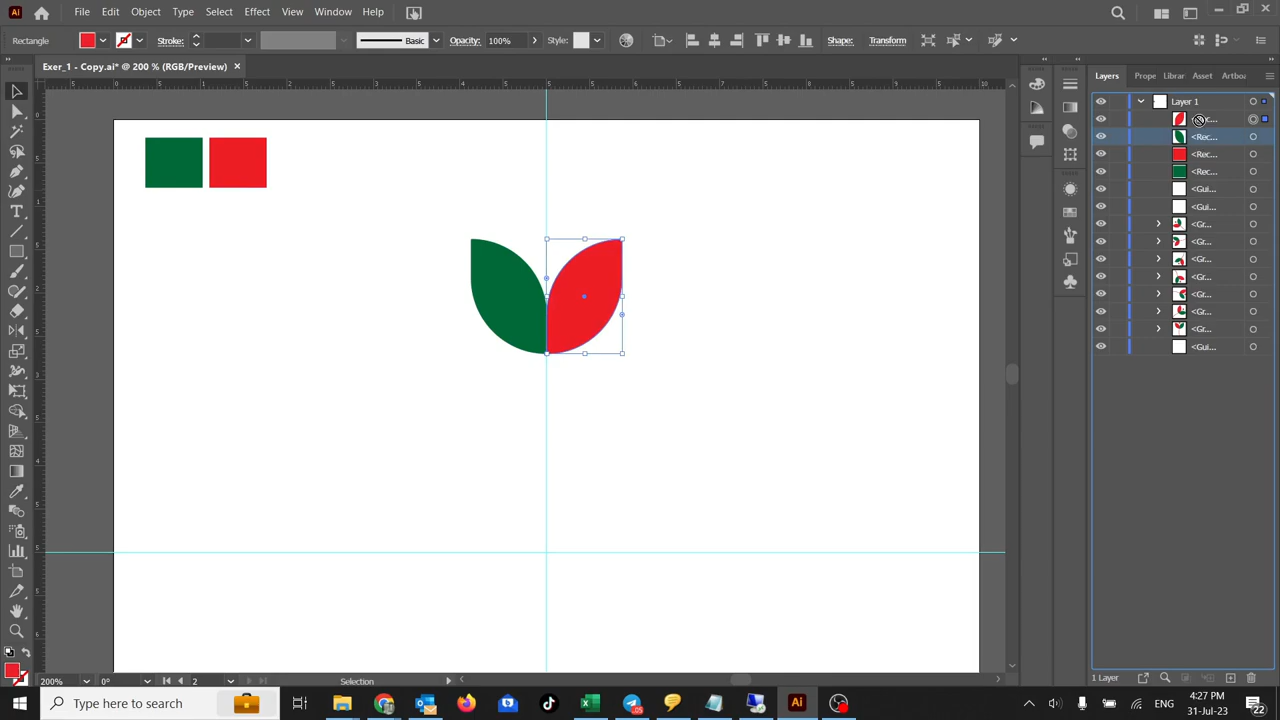 Ai File Edit Object Type Select Effect View Window Help
Rectangle Stroke: Basic Opacity: 100% Style: Shape: Transform
Exer_1 - Copy.ai* @ 200 % (RGB/Preview) ×
Layers Prope Librar Asset Artboa
Layer 1
<Rec...
<Rec...
<Rec...
<Gui...
<Gui...
<Gr...
<Gr...
<Gr...
<Gr...
<Gr...
<Gr...
<Gr...
<Gui...
200% 0° 2 Selection 1 Layer
Type here to search
ENG
4:27 PM
31-Jul-23
22